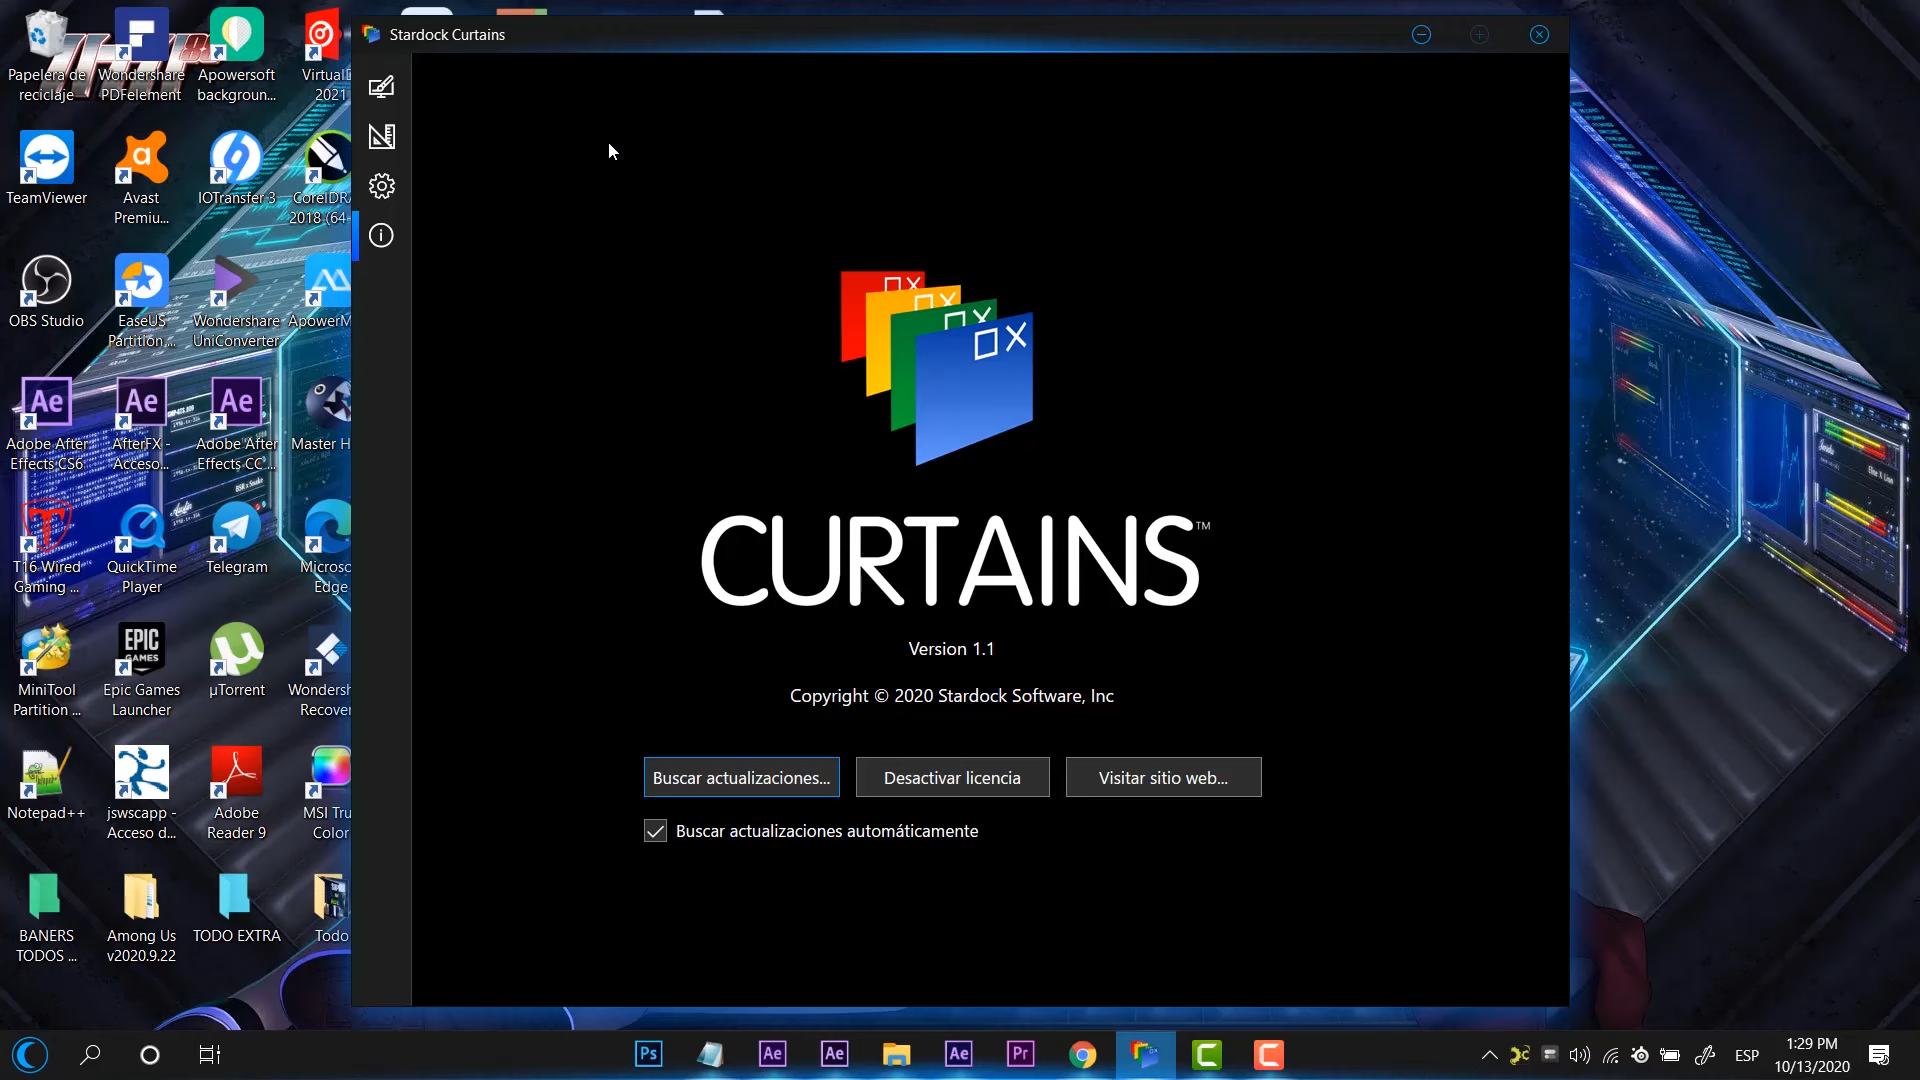 Stardock Curtains
Papelera de
reciclaje
Wondershare
PDFelement
Apowersoft
backgroun...
2021
TeamViewer
Avast
Premiu...
IOTransfer 3
2018 (64-
OBS Studio
EaseUS
Partition ...
Wondershare
UniConverter
Adobe After
Effects CS6
AfterFX -
Acceso...
Adobe After
Effects CC ...
Master H
T16 Wired
Gaming ...
QuickTime
Player
Telegram
Microso
Edge
MiniTool
Partition ...
EPIC
GAMES
Epic Games
Launcher
µTorrent
Wondersh
Recover
Notepad++
jswscapp -
Acceso d...
Adobe
Reader 9
MSI Tru
Color
BANERS
TODOS ...
Among Us
v2020.9.22
TODO EXTRA
Todo
CURTAINS™
Version 1.1
Copyright © 2020 Stardock Software, Inc
Buscar actualizaciones...
Desactivar licencia
Visitar sitio web...
Buscar actualizaciones automáticamente
Ae
Ae
Ae
Ps
Ae
Ae
Ae
Pr
ESP
1:29 PM
10/13/2020